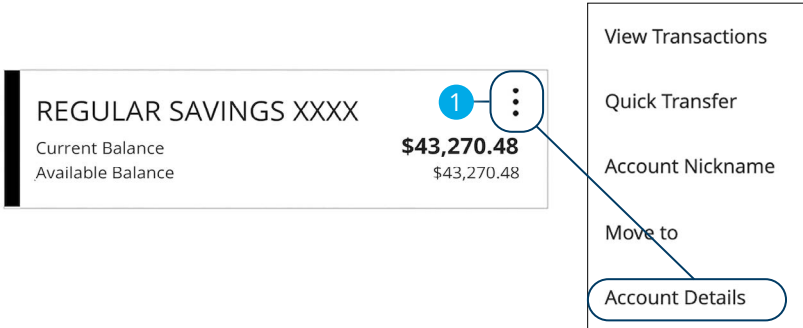 REGULAR SAVINGS XXXX
1
Current Balance
$43,270.48
Available Balance
$43,270.48
View Transactions
Quick Transfer
Account Nickname
Move to
Account Details